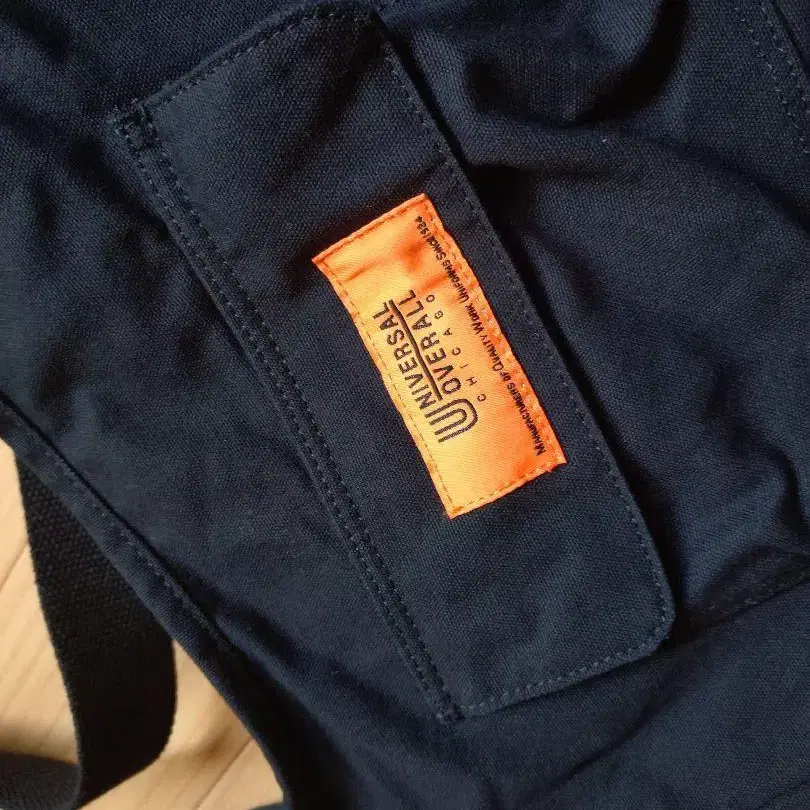 UNIVERSAL
OVERALL
CHICAGO
MANUFACTURERS OF QUALITY WORK UNIFORMS SINCE 1924